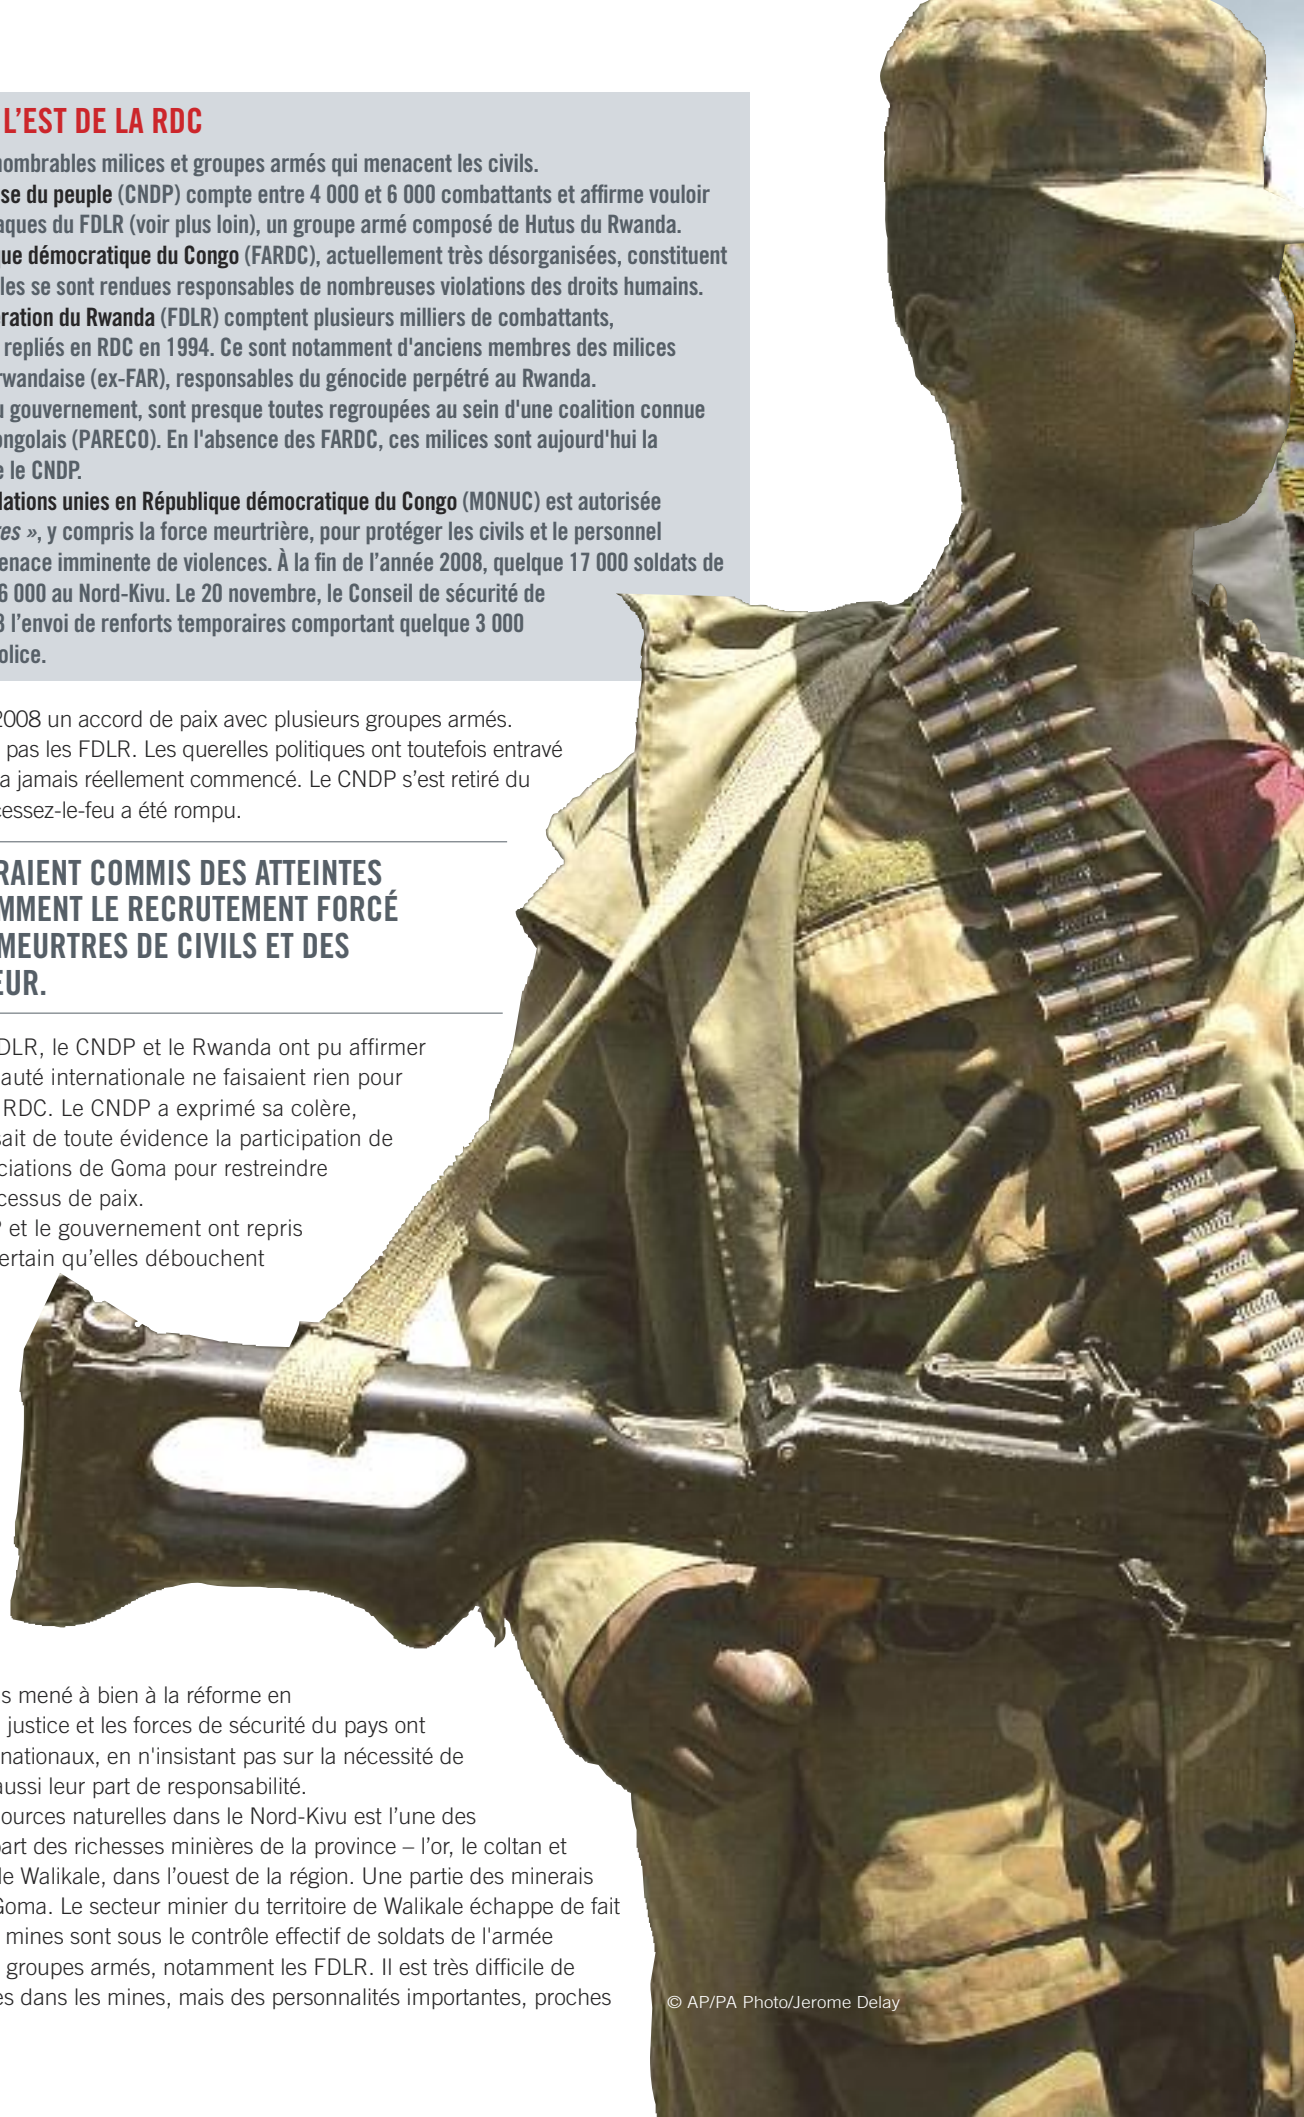 L’EST DE LA RDC
nombrables milices et groupes armés qui menacent les civils.
se du peuple (CNDP) compte entre 4 000 et 6 000 combattants et affirme vouloir
aques du FDLR (voir plus loin), un groupe armé composé de Hutus du Rwanda.
ue démocratique du Congo (FARDC), actuellement très désorganisées, constituent
les se sont rendues responsables de nombreuses violations des droits humains.
ération du Rwanda (FDLR) comptent plusieurs milliers de combattants,
repliés en RDC en 1994. Ce sont notamment d'anciens membres des milices
rwandaise (ex-FAR), responsables du génocide perpétré au Rwanda.
u gouvernement, sont presque toutes regroupées au sein d'une coalition connue
ongolais (PARECO). En l'absence des FARDC, ces milices sont aujourd'hui la
e le CNDP.
Nations unies en République démocratique du Congo (MONUC) est autorisée
es », y compris la force meurtrière, pour protéger les civils et le personnel
enace imminente de violences. À la fin de l’année 2008, quelque 17 000 soldats de
6 000 au Nord-Kivu. Le 20 novembre, le Conseil de sécurité de
8 l’envoi de renforts temporaires comportant quelque 3 000
olice.
2008 un accord de paix avec plusieurs groupes armés.
pas les FDLR. Les querelles politiques ont toutefois entravé
a jamais réellement commencé. Le CNDP s’est retiré du
cessez-le-feu a été rompu.
RAIENT COMMIS DES ATTEINTES
MMENT LE RECRUTEMENT FORCÉ
MEURTRES DE CIVILS ET DES
EUR.
DLR, le CNDP et le Rwanda ont pu affirmer
auté internationale ne faisaient rien pour
RDC. Le CNDP a exprimé sa colère,
sait de toute évidence la participation de
ciations de Goma pour restreindre
cessus de paix.
P et le gouvernement ont repris
ertain qu’elles débouchent
s mené à bien à la réforme en
justice et les forces de sécurité du pays ont
nationaux, en n'insistant pas sur la nécessité de
aussi leur part de responsabilité.
ources naturelles dans le Nord-Kivu est l’une des
part des richesses minières de la province – l’or, le coltan et
de Walikale, dans l’ouest de la région. Une partie des minerais
Goma. Le secteur minier du territoire de Walikale échappe de fait
mines sont sous le contrôle effectif de soldats de l'armée
groupes armés, notamment les FDLR. Il est très difficile de
es dans les mines, mais des personnalités importantes, proches
© AP/PA Photo/Jerome Delay